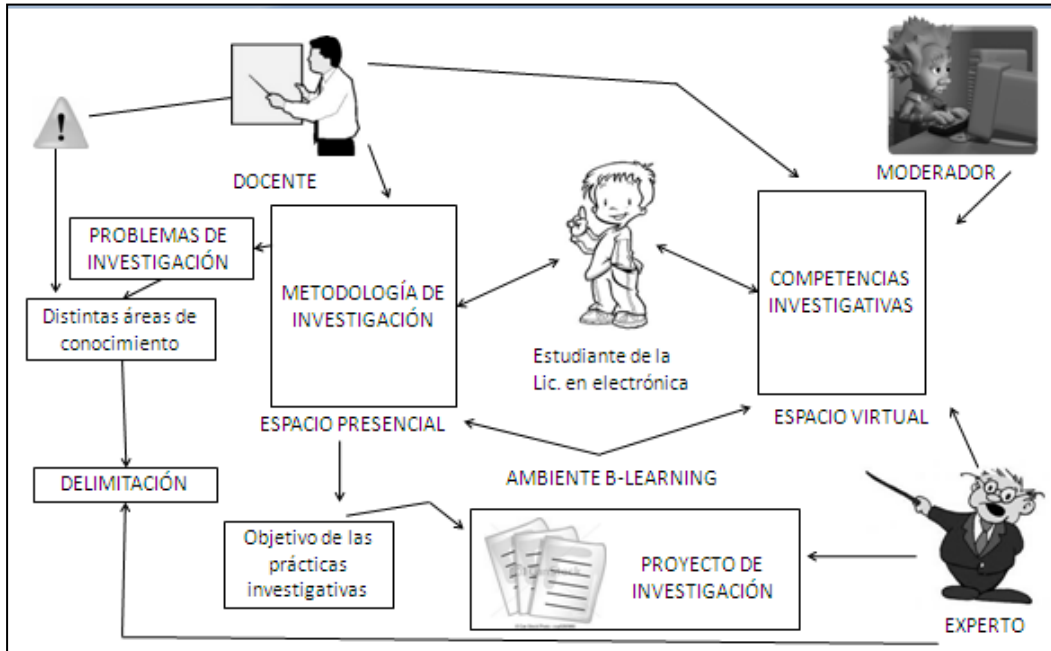 DOCENTE
MODERADOR
PROBLEMAS DE
INVESTIGACIÓN
METODOLOGÍA DE
INVESTIGACIÓN
COMPETENCIAS
INVESTIGATIVAS
Distintas áreas de
conocimiento
Estudiante de la
Lic. en electrónica
ESPACIO PRESENCIAL
ESPACIO VIRTUAL
AMBIENTE B-LEARNING
DELIMITACIÓN
Objetivo de las
prácticas
investigativas
PROYECTO DE
INVESTIGACIÓN
EXPERTO